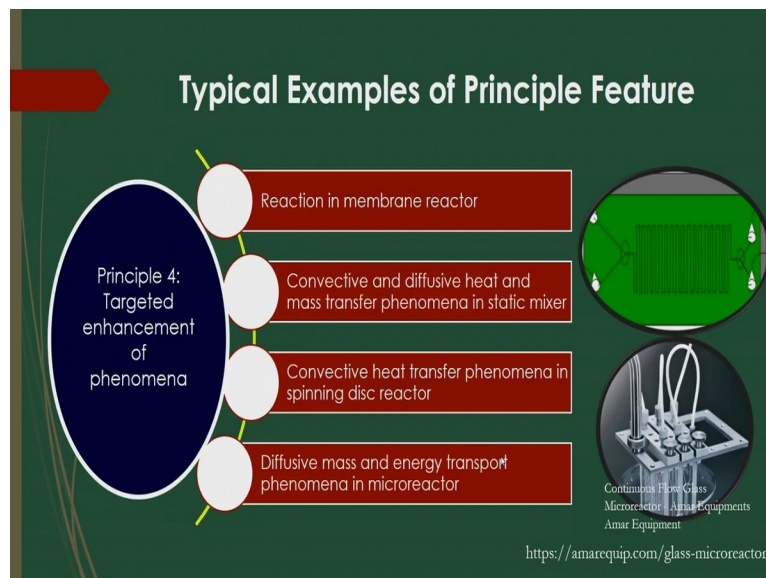 Typical Examples of Principle Feature
Principle 4:
Targeted
enhancement
of
phenomena
Reaction in membrane reactor
Convective and diffusive heat and
mass transfer phenomena in static mixer
Convective heat transfer phenomena in
spinning disc reactor
Diffusive mass and energy transport
phenomena in microreactor
Continuous Flow Glass
Microreactor - Amar Equipments
Amar Equipment
https://amarequip.com/glass-microreactor